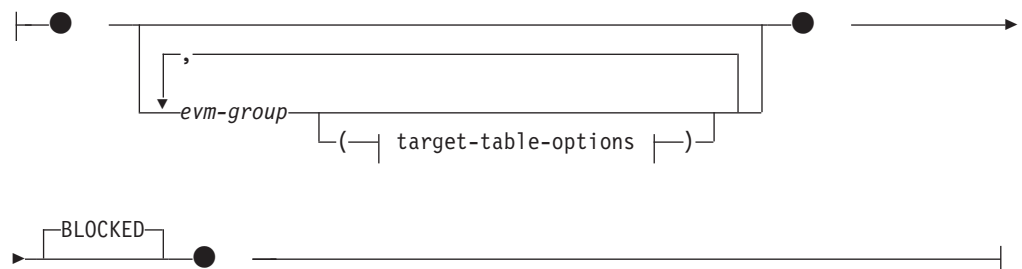 ,
evm-group
( target-table-options )
BLOCKED